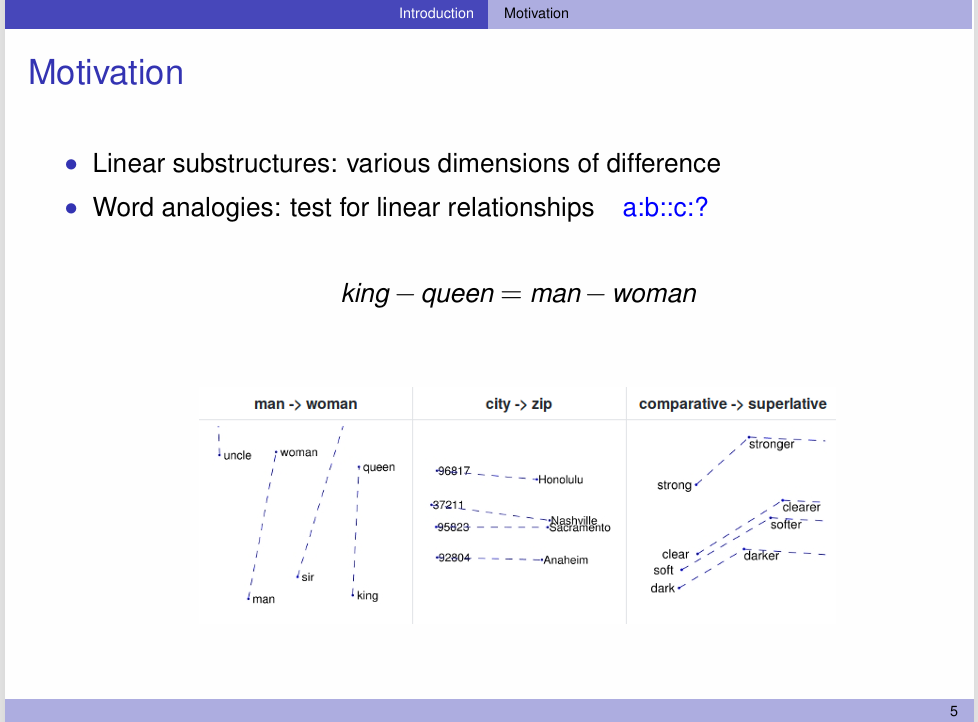 Introduction Motivation
Motivation
• Linear substructures: various dimensions of difference
• Word analogies: test for linear relationships a:b::c:?
king − queen = man − woman
man -> woman city -> zip comparative -> superlative
uncle
woman
queen
sir
man
king
96817
Honolulu
37211
Nashville
95823
Sacramento
92804
Anaheim
stronger
strong
clearer
softer
clear
darker
soft
dark
5